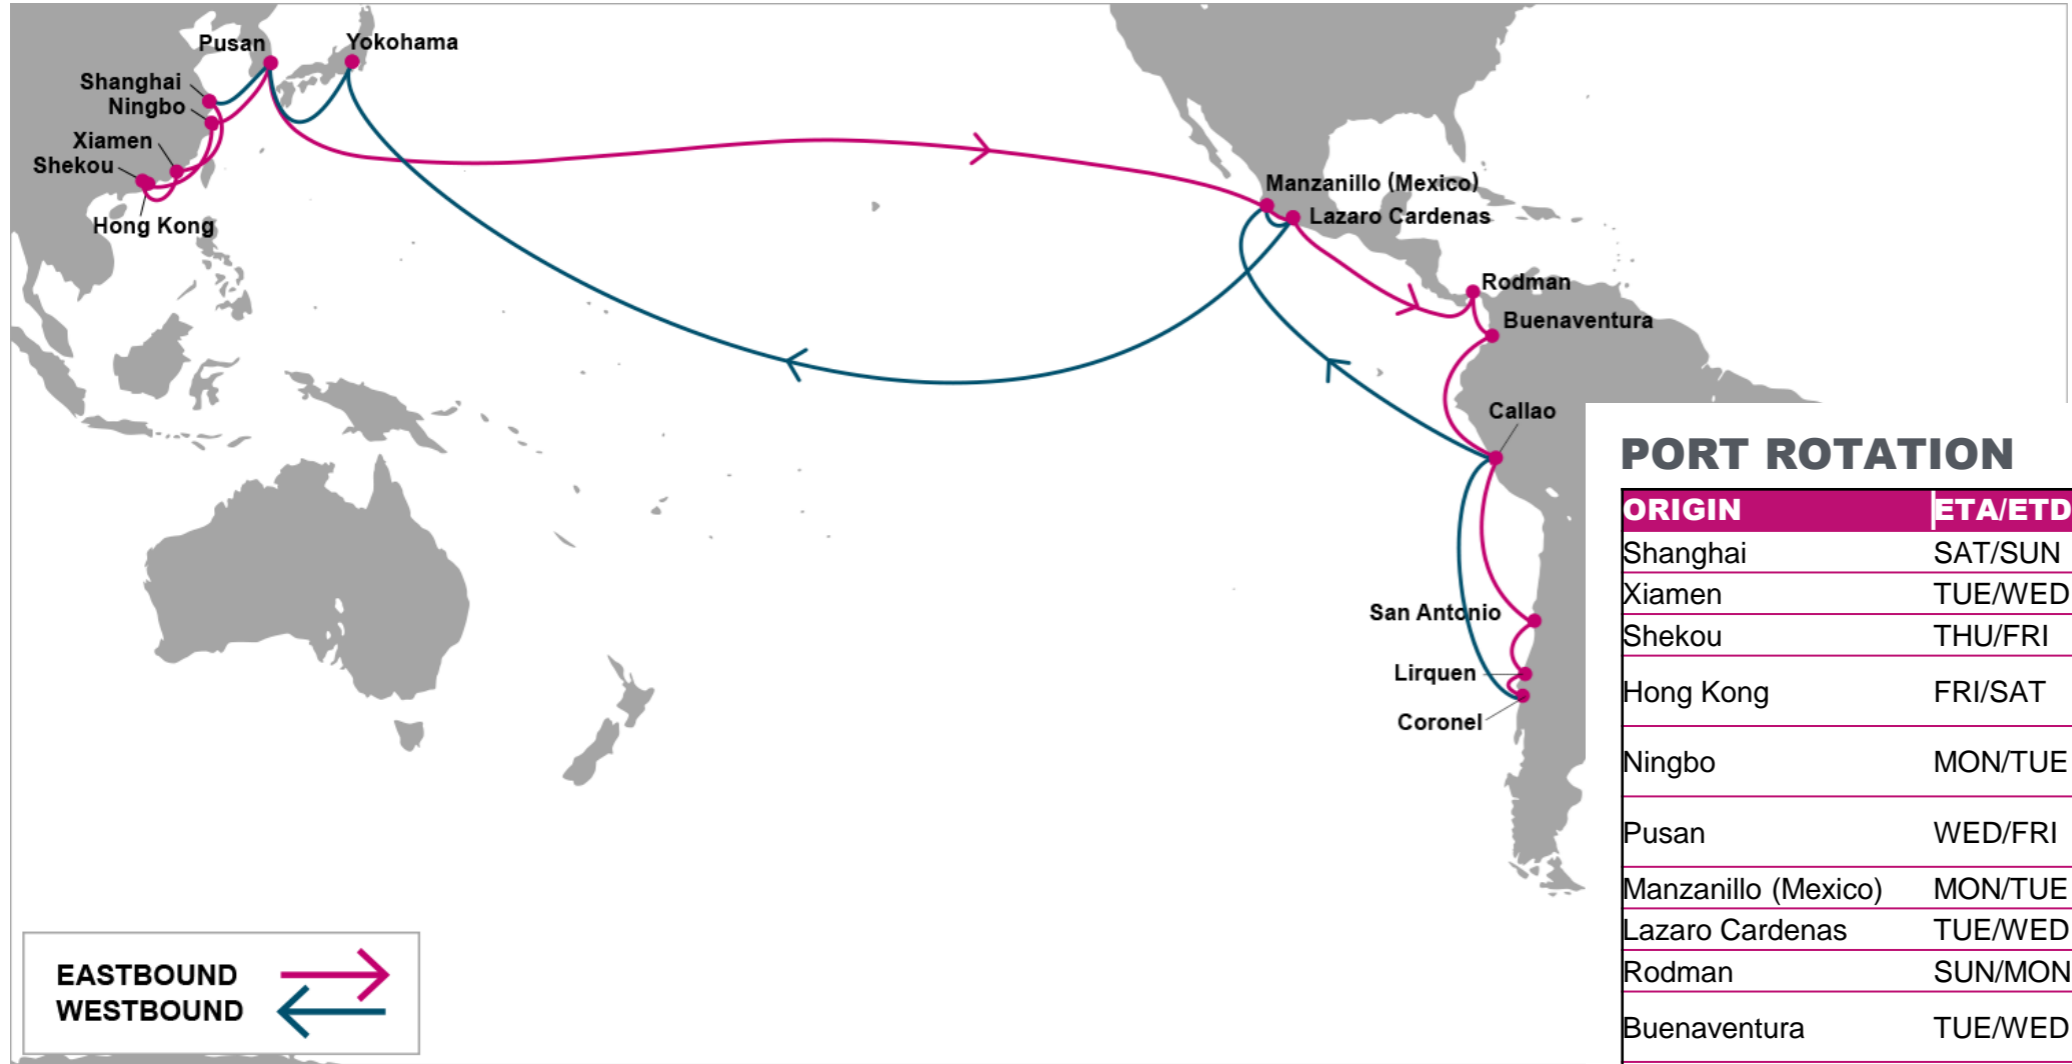 Pusan
Yokohama
Shanghai
Ningbo
Xiamen
Shekou
Hong Kong
Manzanillo (Mexico)
Lazaro Cardenas
Rodman
Buenaventura
Callao
San Antonio
Lirquen
Coronel
EASTBOUND
WESTBOUND
PORT ROTATION
ORIGIN ETA/ETD
Shanghai SAT/SUN
Xiamen TUE/WED
Shekou THU/FRI
Hong Kong FRI/SAT
Ningbo MON/TUE
Pusan WED/FRI
Manzanillo (Mexico) MON/TUE
Lazaro Cardenas TUE/WED
Rodman SUN/MON
Buenaventura TUE/WED